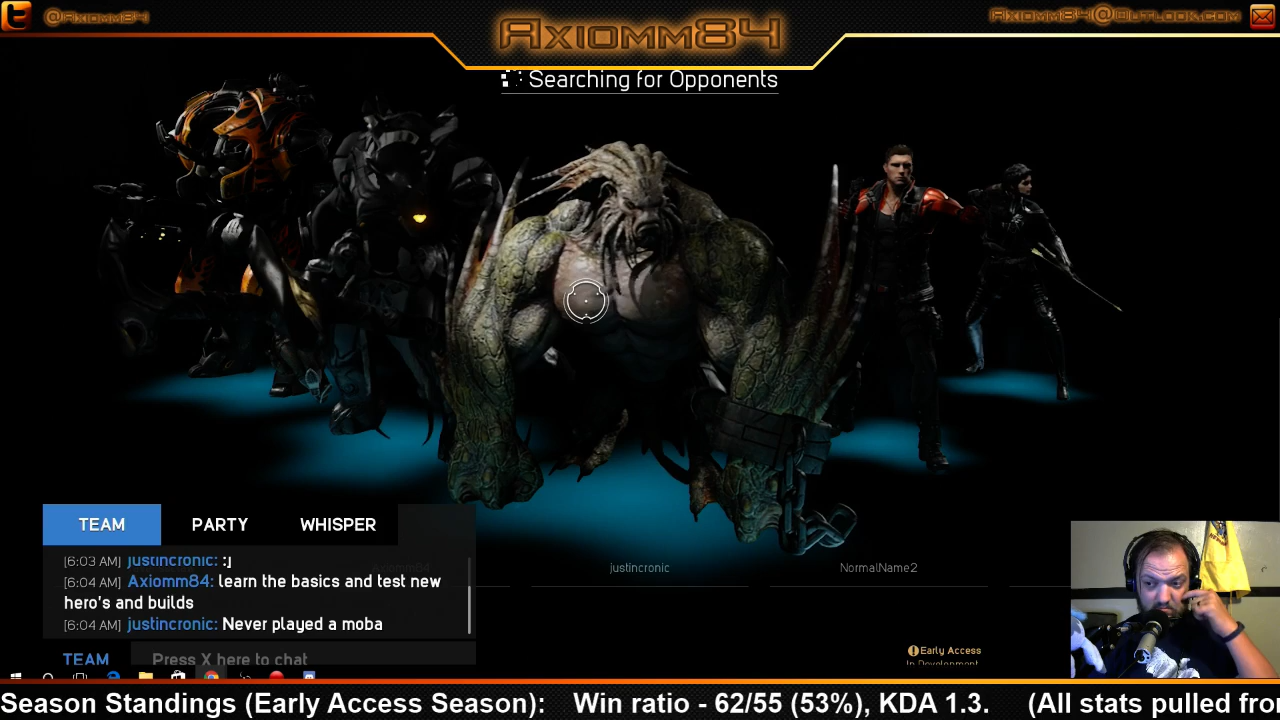 @Axiomm84
Axiomm84
Axiomm84@Outlook.com
Searching for Opponents
TEAM PARTY WHISPER
[6:03 AM] justincronic: :j
[6:04 AM] Axiomm84: learn the basics and test new
hero's and builds
[6:04 AM] justincronic: Never played a moba
TEAM Press X here to chat
Axiomm84
justincronic
NormalName2
Early Access
In Development
Season Standings (Early Access Season): Win ratio - 62/55 (53%), KDA 1.3. (All stats pulled fro